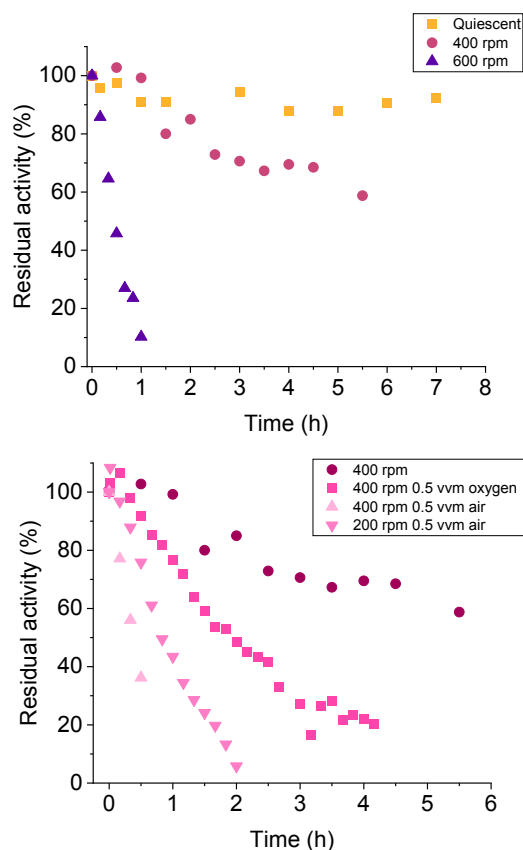 Quiescent
400 rpm
600 rpm
Residual activity (%)
100
80
60
40
20
0
0 1 2 3 4 5 6 7 8
Time (h)
400 rpm
400 rpm 0.5 vvm oxygen
400 rpm 0.5 vvm air
200 rpm 0.5 vvm air
Residual activity (%)
100
80
60
40
20
0
0 1 2 3 4 5 6
Time (h)